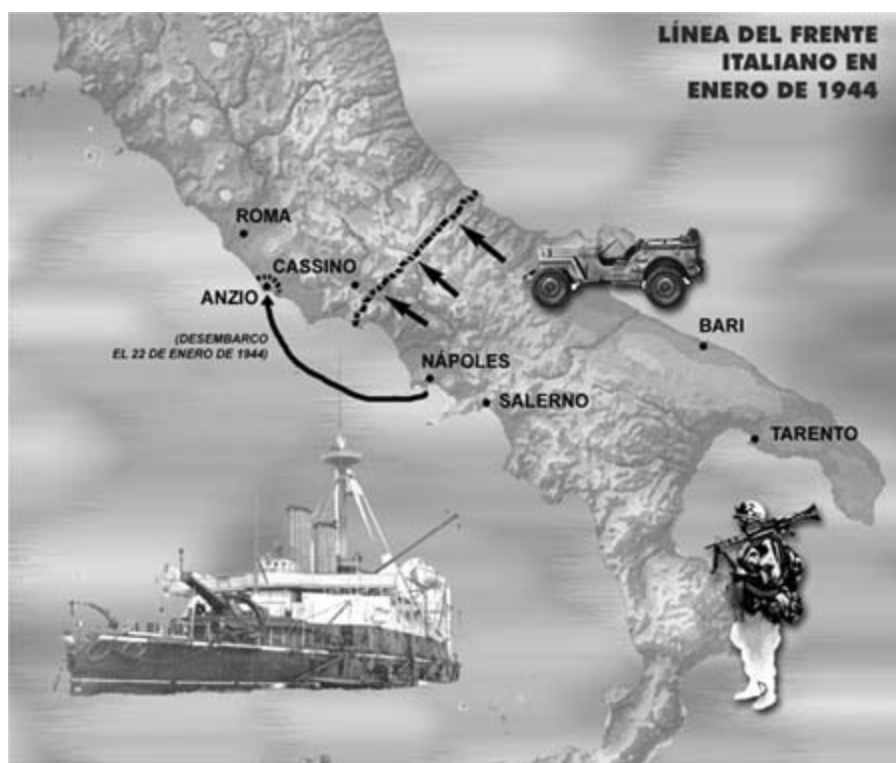 LÍNEA DEL FRENTE
ITALIANO EN
ENERO DE 1944
ROMA
CASSINO
ANZIO
(DESEMBARCO
EL 22 DE ENERO DE 1944)
BARI
NÁPOLES
SALERNO
TARENTO